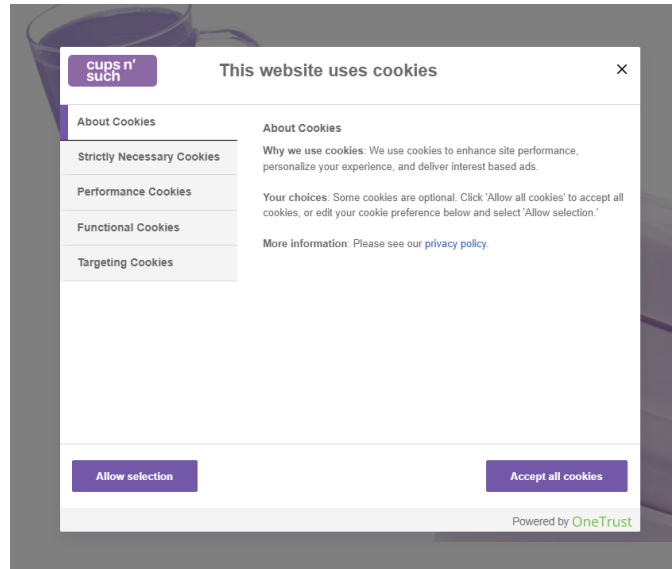 cups n'
such
This website uses cookies
×
About Cookies
Strictly Necessary Cookies
Performance Cookies
Functional Cookies
Targeting Cookies
About Cookies
Why we use cookies: We use cookies to enhance site performance,
personalize your experience, and deliver interest based ads.
Your choices: Some cookies are optional. Click 'Allow all cookies' to accept all
cookies, or edit your cookie preference below and select 'Allow selection.'
More information: Please see our privacy policy.
Allow selection
Accept all cookies
Powered by OneTrust